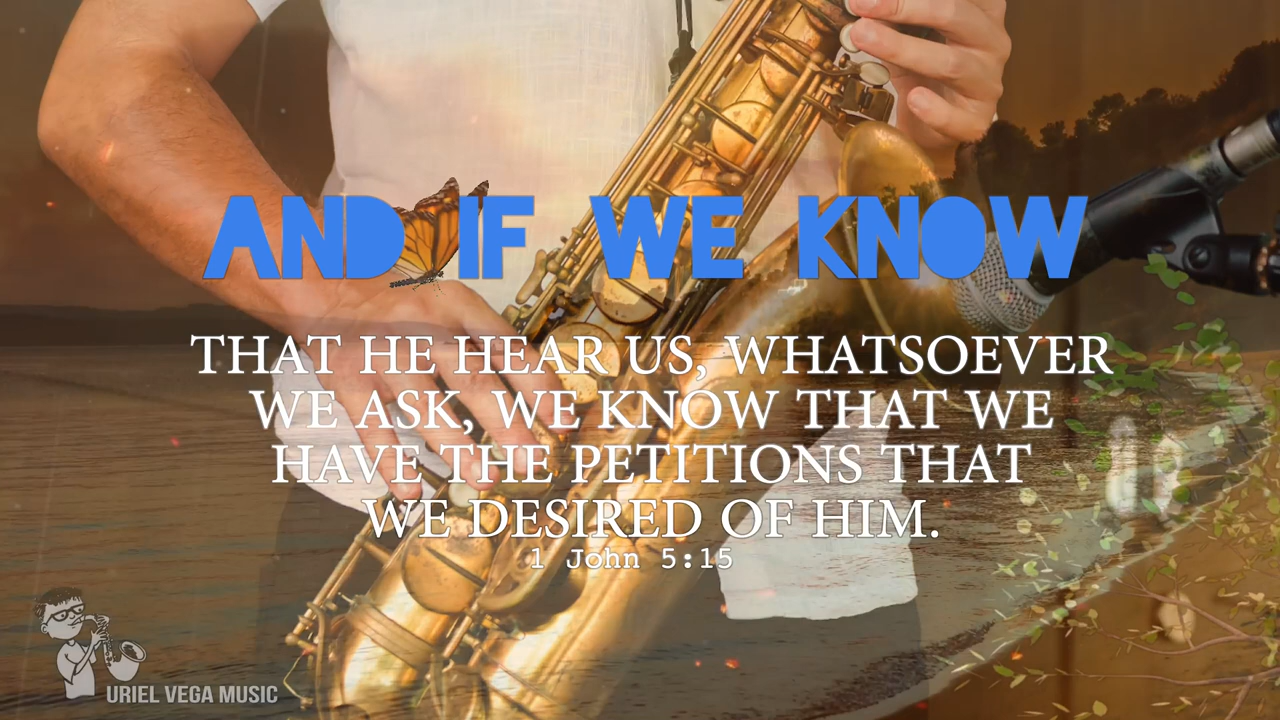 AND IF WE KNOW
THAT HE HEAR US, WHATSOEVER
WE ASK, WE KNOW THAT WE
HAVE THE PETITIONS THAT
WE DESIRED OF HIM.
1 John 5:15
URIEL VEGA MUSIC